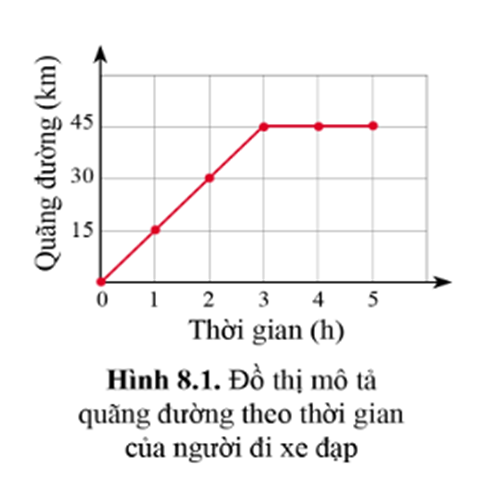 Quãng đường (km)
45
30
15
0 1 2 3 4 5
Thời gian (h)
Hình 8.1. Đồ thị mô tả
quãng đường theo thời gian
của người đi xe đạp